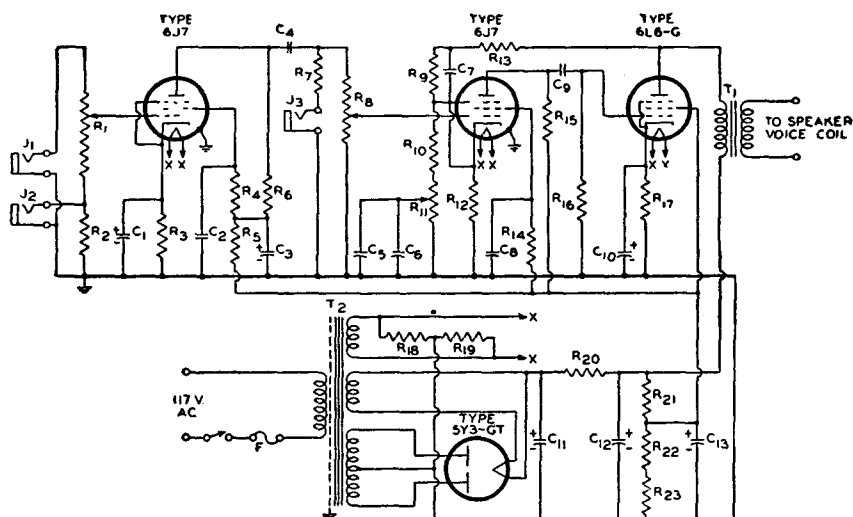 TYPE 6J7
TYPE 6J7
TYPE 6L6-G
C4
R7
J3
R8
R9
C7
R13
C9
T1
TO SPEAKER
VOICE COIL
R1
R15
J1
R10
X X
X X
X X
J2
R4
R6
R11
R12
R16
R17
R2
C1
R3
C2
R5
C3
C5
C6
C8
R14
C10
T2
X
R18
R19
X
R20
117 V.
AC
TYPE
5Y3-GT
R21
F
C11
C12
R22
C13
R23